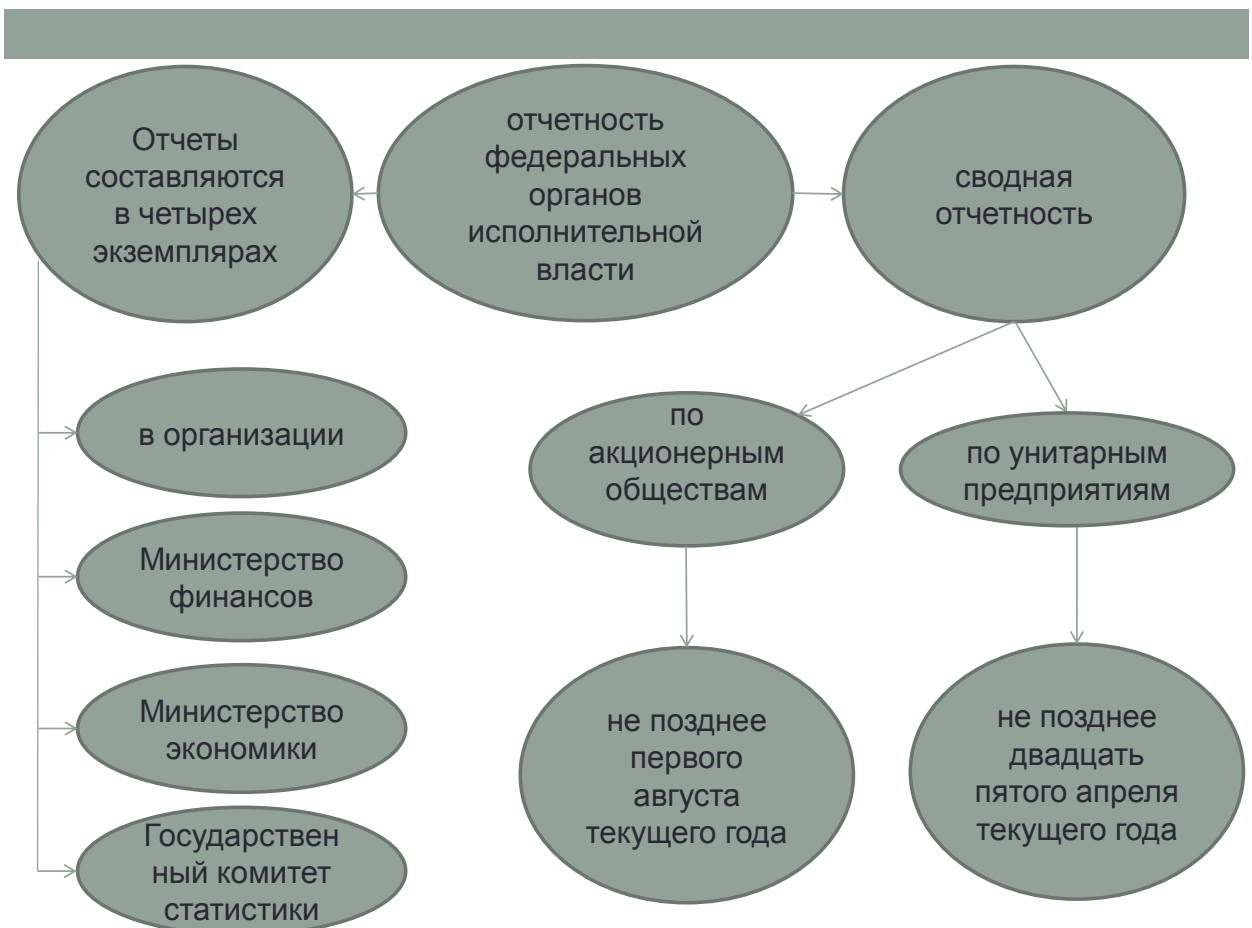 Отчеты
составляются
в четырех
экземплярах
отчетность
федеральных
органов
исполнительной
власти
сводная
отчетность
в организации
Министерство
финансов
Министерство
экономики
Государствен
ный комитет
статистики
по
акционерным
обществам
по унитарным
предприятиям
не позднее
первого
августа
текущего года
не позднее
двадцать
пятого апреля
текущего года